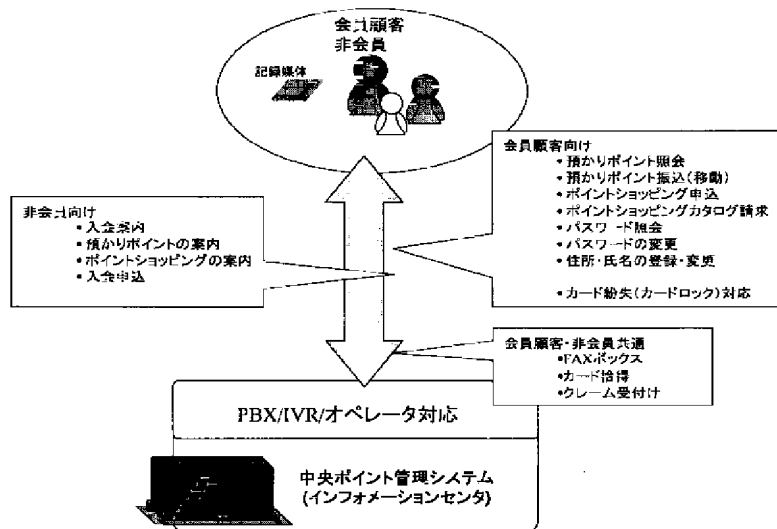 会員顧客
非会員
記録媒体
会員顧客向け
•預かりポイント照会
•預かりポイント振込(移動)
•ポイントショッピング申込
•ポイントショッピングカタログ請求
•パスワード照会
•パスワードの変更
•住所・氏名の登録・変更
•カード紛失(カードロック)対応
非会員向け
•入会案内
•預かりポイントの案内
•ポイントショッピングの案内
•入会申込
会員顧客・非会員共通
•FAXボックス
•カード拾得
•クレーム受付け
PBX/IVR/オペレータ対応
中央ポイント管理システム
(インフォメーションセンタ)